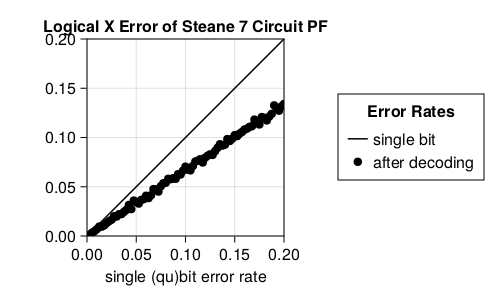 Logical X Error of Steane 7 Circuit PF
0.20
0.15
0.10
0.05
0.00
0.00 0.05 0.10 0.15 0.20
single (qu)bit error rate
Error Rates
single bit
after decoding